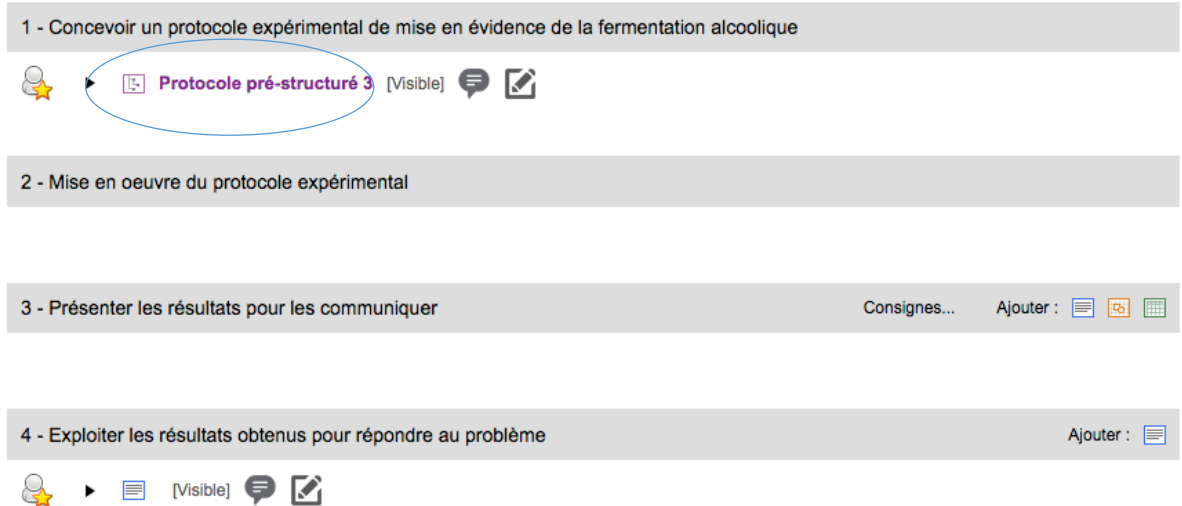 1 - Concevoir un protocole expérimental de mise en évidence de la fermentation alcoolique
Protocole pré-structuré 3 [Visible]
2 - Mise en oeuvre du protocole expérimental
3 - Présenter les résultats pour les communiquer Consignes... Ajouter :
4 - Exploiter les résultats obtenus pour répondre au problème Ajouter :
[Visible]